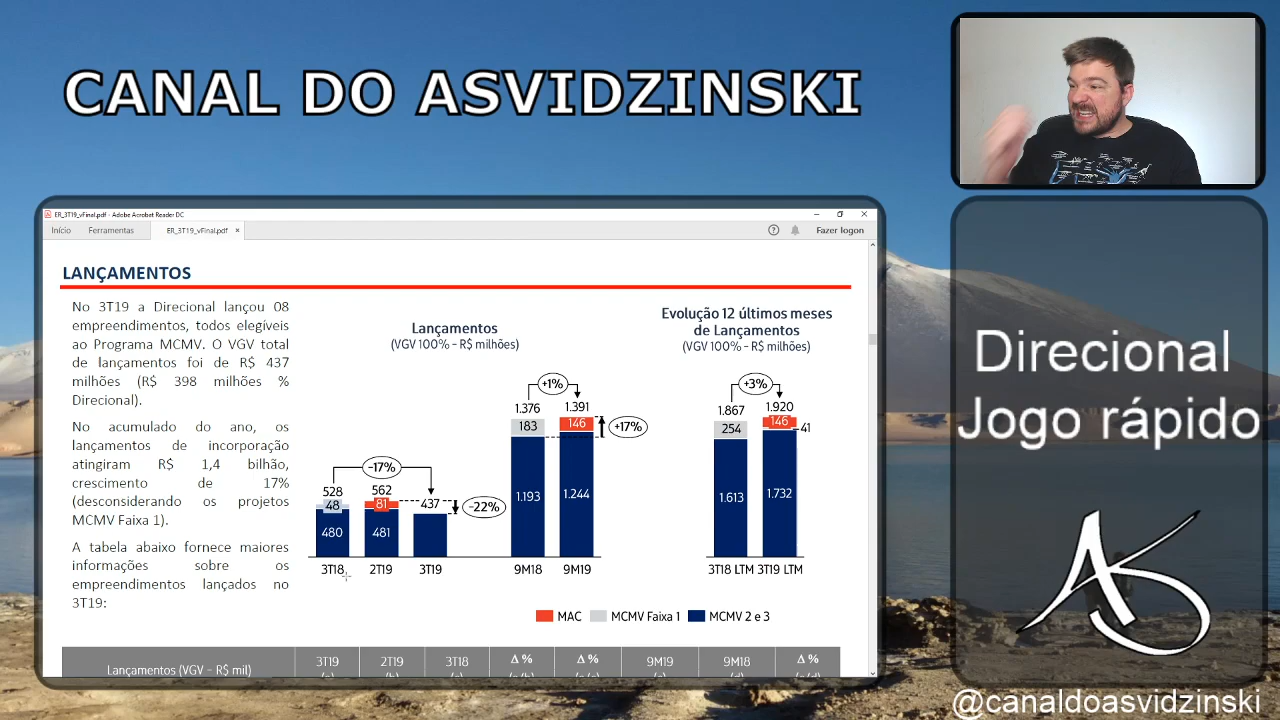 CANAL DO ASVIDZINSKI
ER_3T19_vFinal.pdf - Adobe Acrobat Reader DC
Início
Ferramentas
ER_3T19_vFinal.pdf
×
Fazer logon
LANÇAMENTOS
No 3T19 a Direcional lançou 08
empreendimentos, todos elegíveis
ao Programa MCMV. O VGV total
de lançamentos foi de R$ 437
milhões (R$ 398 milhões %
Direcional).
No acumulado do ano, os
lançamentos de incorporação
atingiram R$ 1,4 bilhão,
crescimento de 17%
(desconsiderando os projetos
MCMV Faixa 1).
A tabela abaixo fornece maiores
informações sobre os
empreendimentos lançados no
3T19:
Lançamentos
(VGV 100% - R$ milhões)
-17%
528
562
437
48
81
-22%
480
481
3T18
2T19
3T19
+1%
1.376
1.391
183
146
+17%
1.193
1.244
9M18
9M19
Evolução 12 últimos meses
de Lançamentos
(VGV 100% - R$ milhões)
+3%
1.867
1.920
254
146
41
1.613
1.732
3T18 LTM
3T19 LTM
MAC
MCMV Faixa 1
MCMV 2 e 3
Lançamentos (VGV - R$ mil)
3T19
2T19
3T18
Δ %
Δ %
9M19
9M18
Δ %
Direcional
Jogo rápido
AS
@canaldoasvidzinski